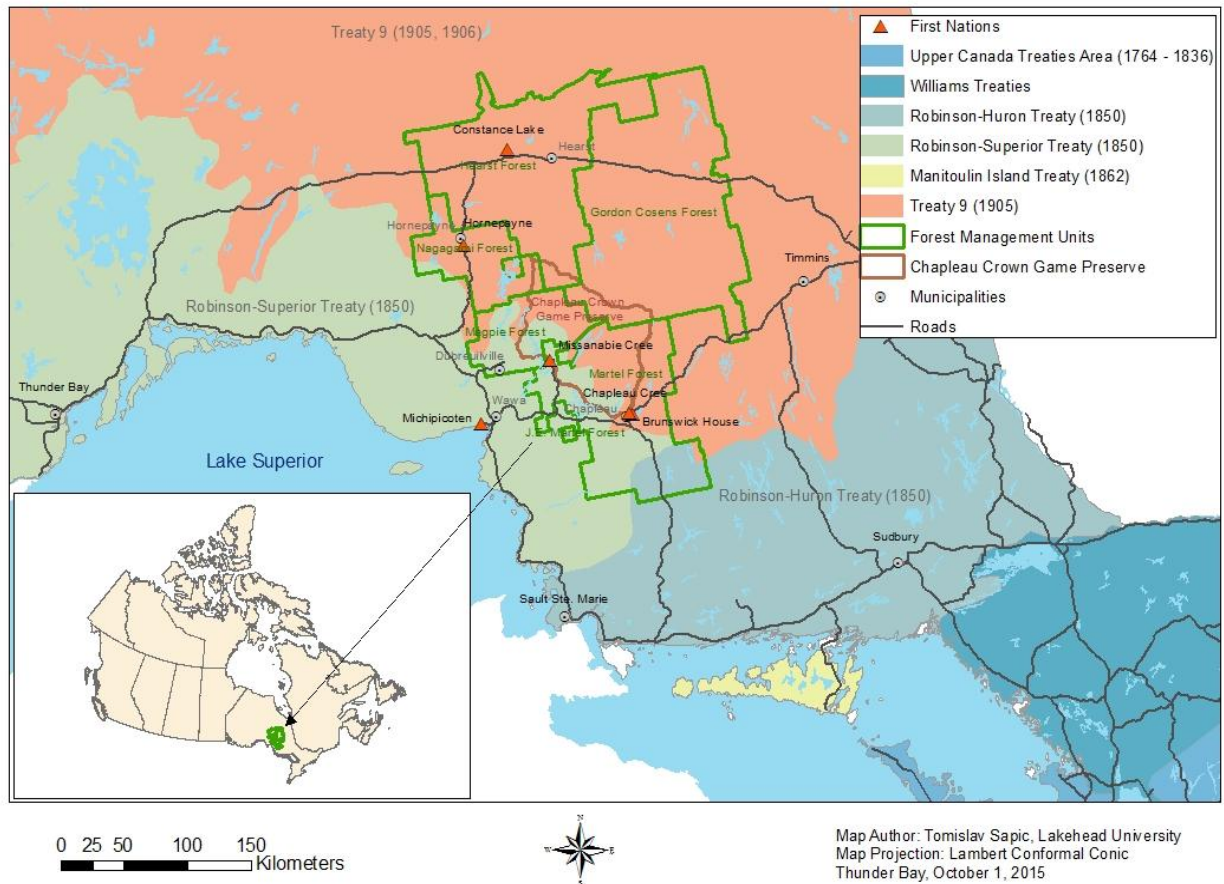 Treaty 9 (1905, 1906)
First Nations
Upper Canada Treaties Area (1764 - 1836)
Williams Treaties
Robinson-Huron Treaty (1850)
Robinson-Superior Treaty (1850)
Manitoulin Island Treaty (1862)
Treaty 9 (1905)
Forest Management Units
Chapleau Crown Game Preserve
Municipalities
Roads
Constance Lake
Hearst
Hearst Forest
Gordon Cosens Forest
Hornepayne
Hornepayne
Nagagami Forest
Timmins
Robinson-Superior Treaty (1850)
Chapleau Crown
Game Preserve
Magpie Forest
Missanabie Cree
Dubreuilville
Martel Forest
Thunder Bay
Chapleau Cree
Wawa
Chapleau
Michipicoten
Brunswick House
J.E. Martel Forest
Lake Superior
Robinson-Huron Treaty (1850)
Sudbury
Sault Ste. Marie
0 25 50 100 150
Kilometers
N
W E
S
Map Author: Tomislav Sapic, Lakehead University
Map Projection: Lambert Conformal Conic
Thunder Bay, October 1, 2015